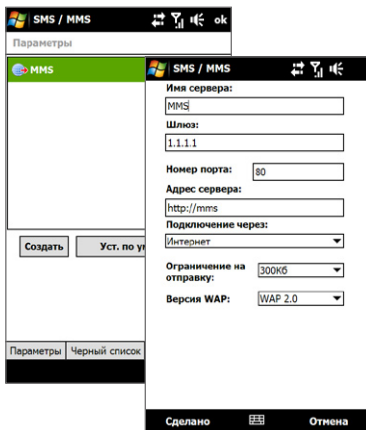 SMS / MMS
ok
Параметры
MMS
Создать
Уст. по
Параметры
Черный список
SMS / MMS
Имя сервера:
MMS
Шлюз:
1.1.1.1
Номер порта:
80
Адрес сервера:
http://mms
Подключение через:
Интернет
Ограничение на
отправку:
300Кб
Версия WAP:
WAP 2.0
Сделано
Отмена